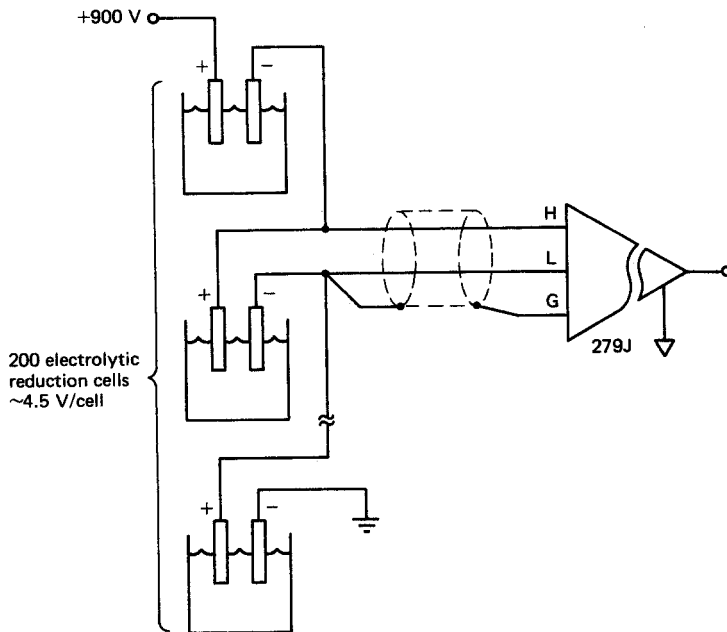 +900 V
+
−
H
+
−
L
G
279J
200 electrolytic
reduction cells
~4.5 V/cell
+
−